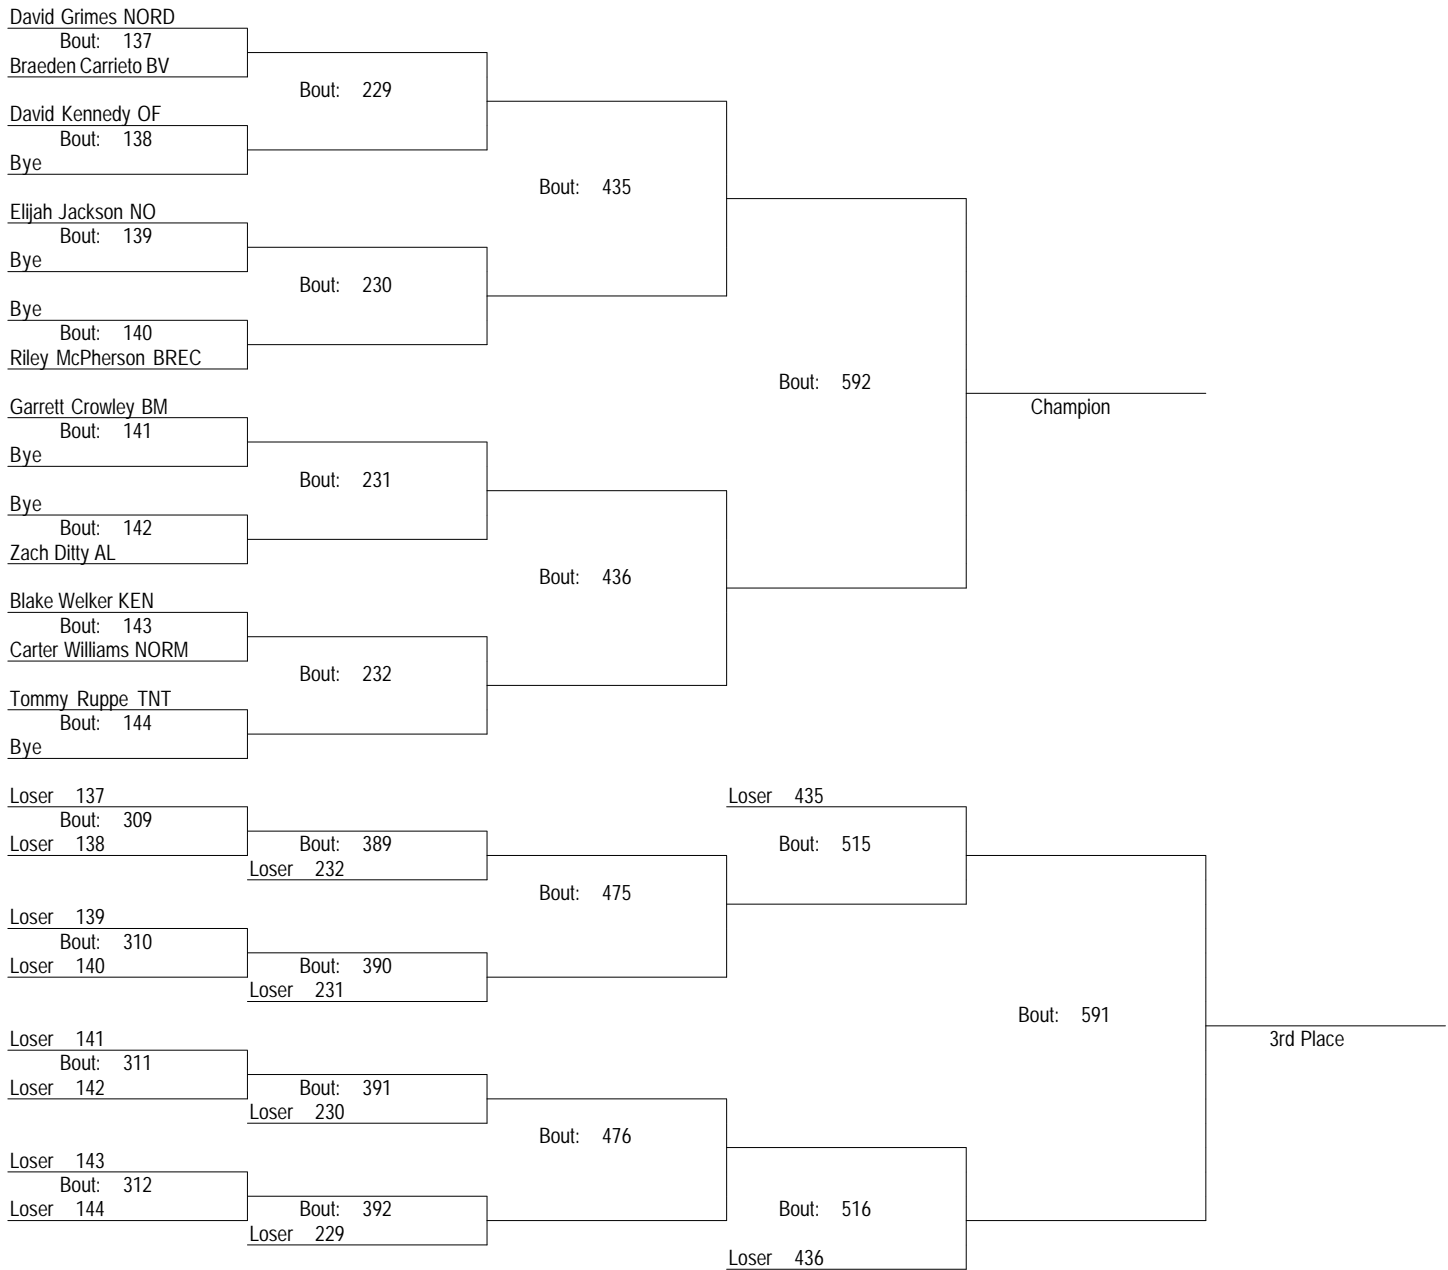 David Grimes NORD
Bout: 137
Braeden Carrieto BV
Bout: 229
David Kennedy OF
Bout: 138
Bye
Bout: 435
Elijah Jackson NO
Bout: 139
Bye
Bout: 230
Bye
Bout: 140
Riley McPherson BREC
Bout: 592
Garrett Crowley BM
Champion
Bout: 141
Bye
Bout: 231
Bye
Bout: 142
Zach Ditty AL
Bout: 436
Blake Welker KEN
Bout: 143
Carter Williams NORM
Bout: 232
Tommy Ruppe TNT
Bout: 144
Bye
Loser 137
Loser 435
Bout: 309
Loser 138
Bout: 389
Bout: 515
Loser 232
Bout: 475
Loser 139
Bout: 310
Loser 140
Bout: 390
Loser 231
Bout: 591
Loser 141
3rd Place
Bout: 311
Loser 142
Bout: 391
Loser 230
Bout: 476
Loser 143
Bout: 312
Loser 144
Bout: 392
Bout: 516
Loser 229
Loser 436